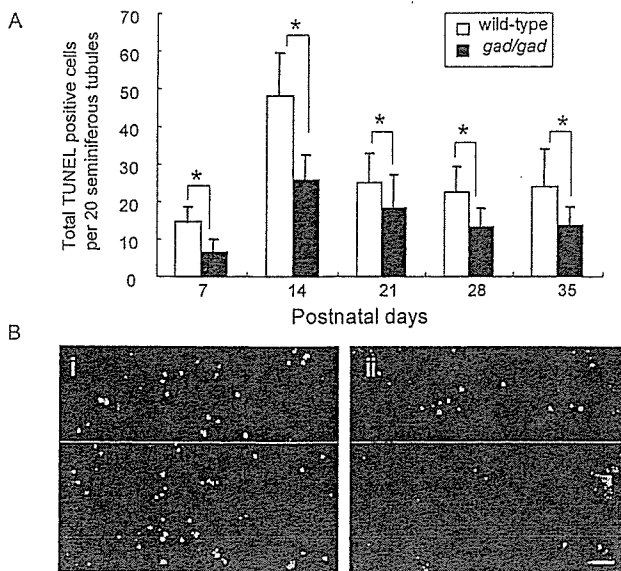 A
wild-type
gad/gad
Total TUNEL positive cells
per 20 seminiferous tubules
70
60
50
40
30
20
10
0
*
*
*
*
*
7 14 21 28 35
Postnatal days
B
i
ii